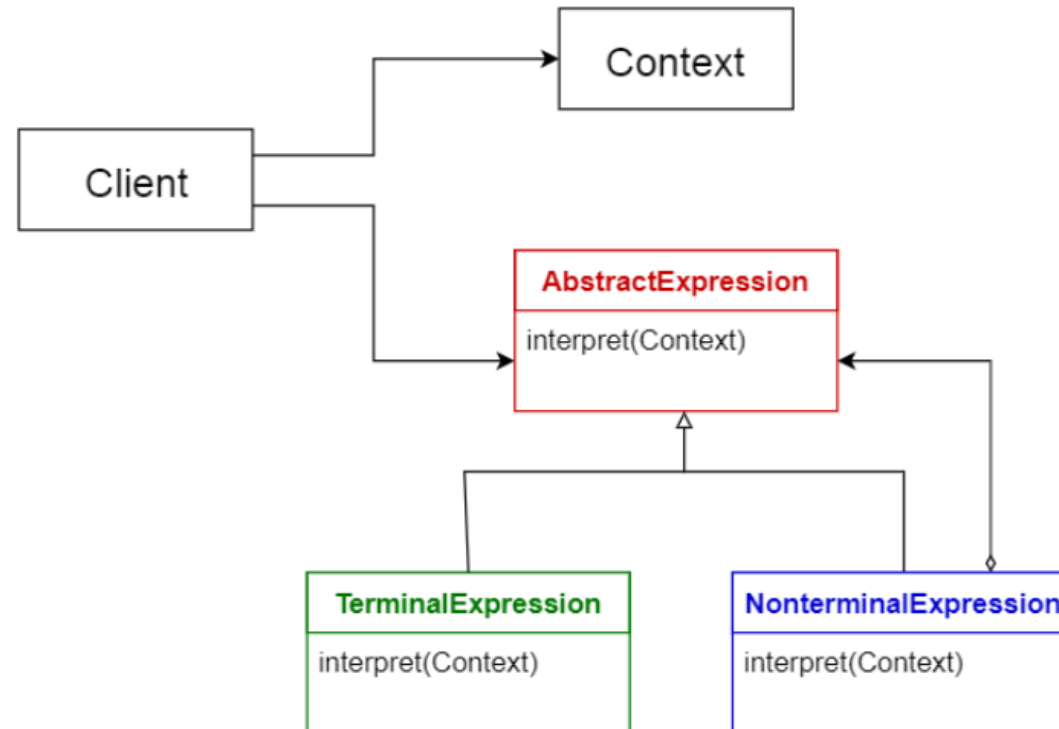 Context
Client
AbstractExpression
interpret(Context)
TerminalExpression
interpret(Context)
NonterminalExpression
interpret(Context)